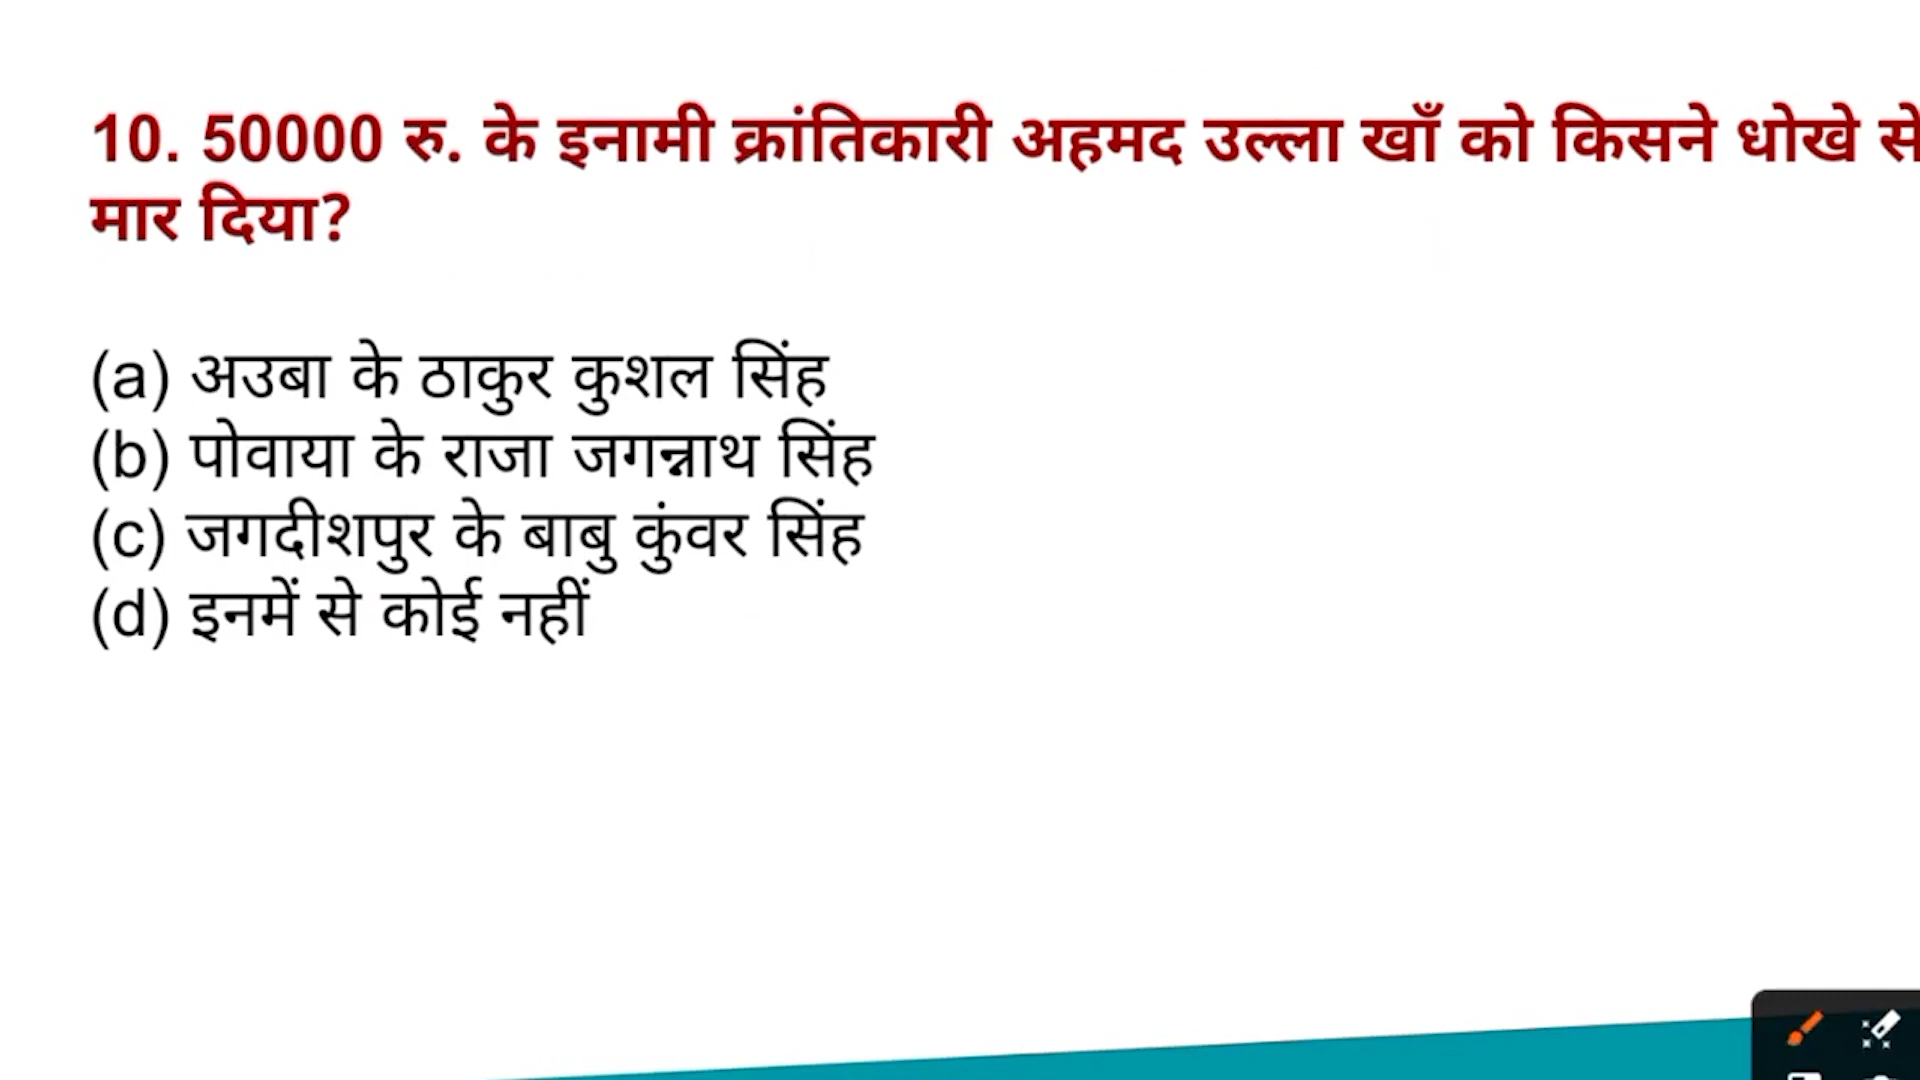 10. 50000 रु. के इनामी क्रांतिकारी अहमद उल्ला खाँ को किसने धोखे से
मार दिया?
(a) अउबा के ठाकुर कुशल सिंह
(b) पोवाया के राजा जगन्नाथ सिंह
(c) जगदीशपुर के बाबु कुंवर सिंह
(d) इनमें से कोई नहीं